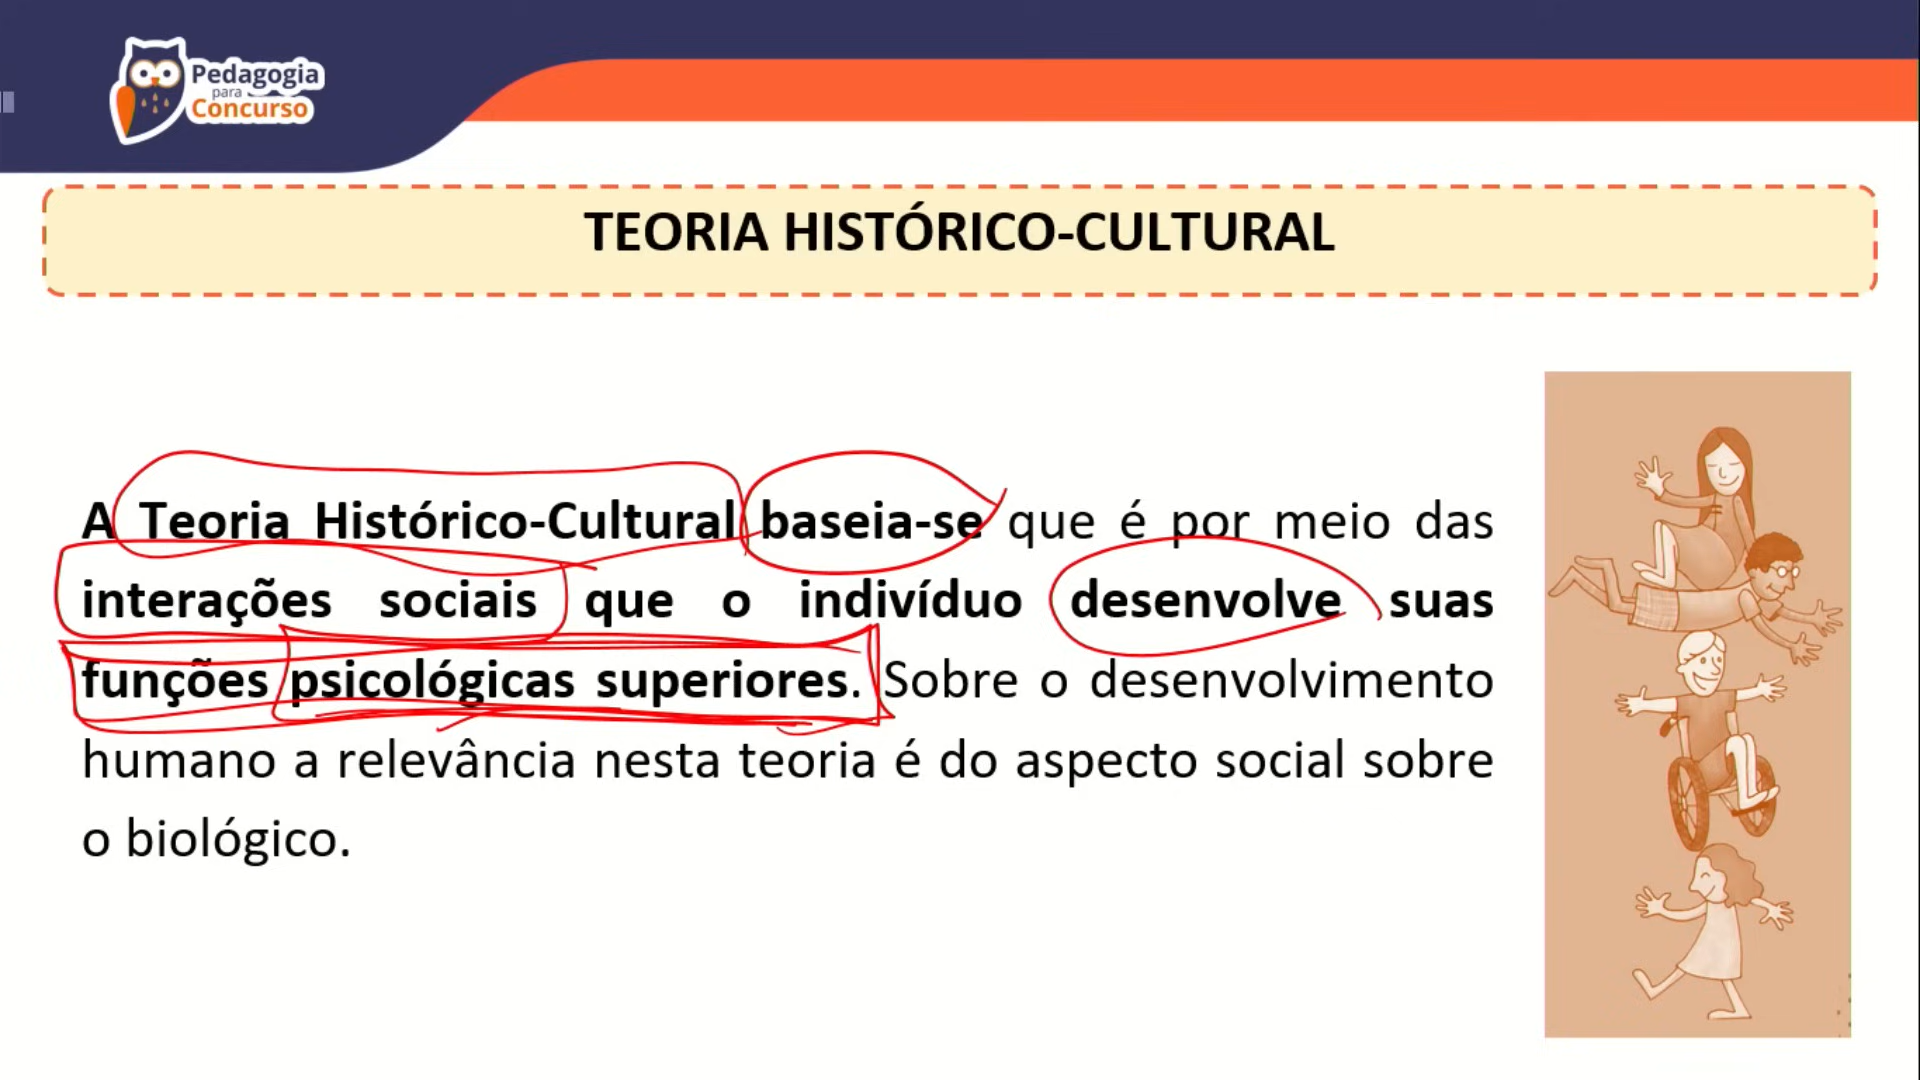 Pedagogia
para
Concurso
TEORIA HISTÓRICO-CULTURAL
A Teoria Histórico-Cultural baseia-se que é por meio das
interações sociais que o indivíduo desenvolve suas
funções psicológicas superiores. Sobre o desenvolvimento
humano a relevância nesta teoria é do aspecto social sobre
o biológico.